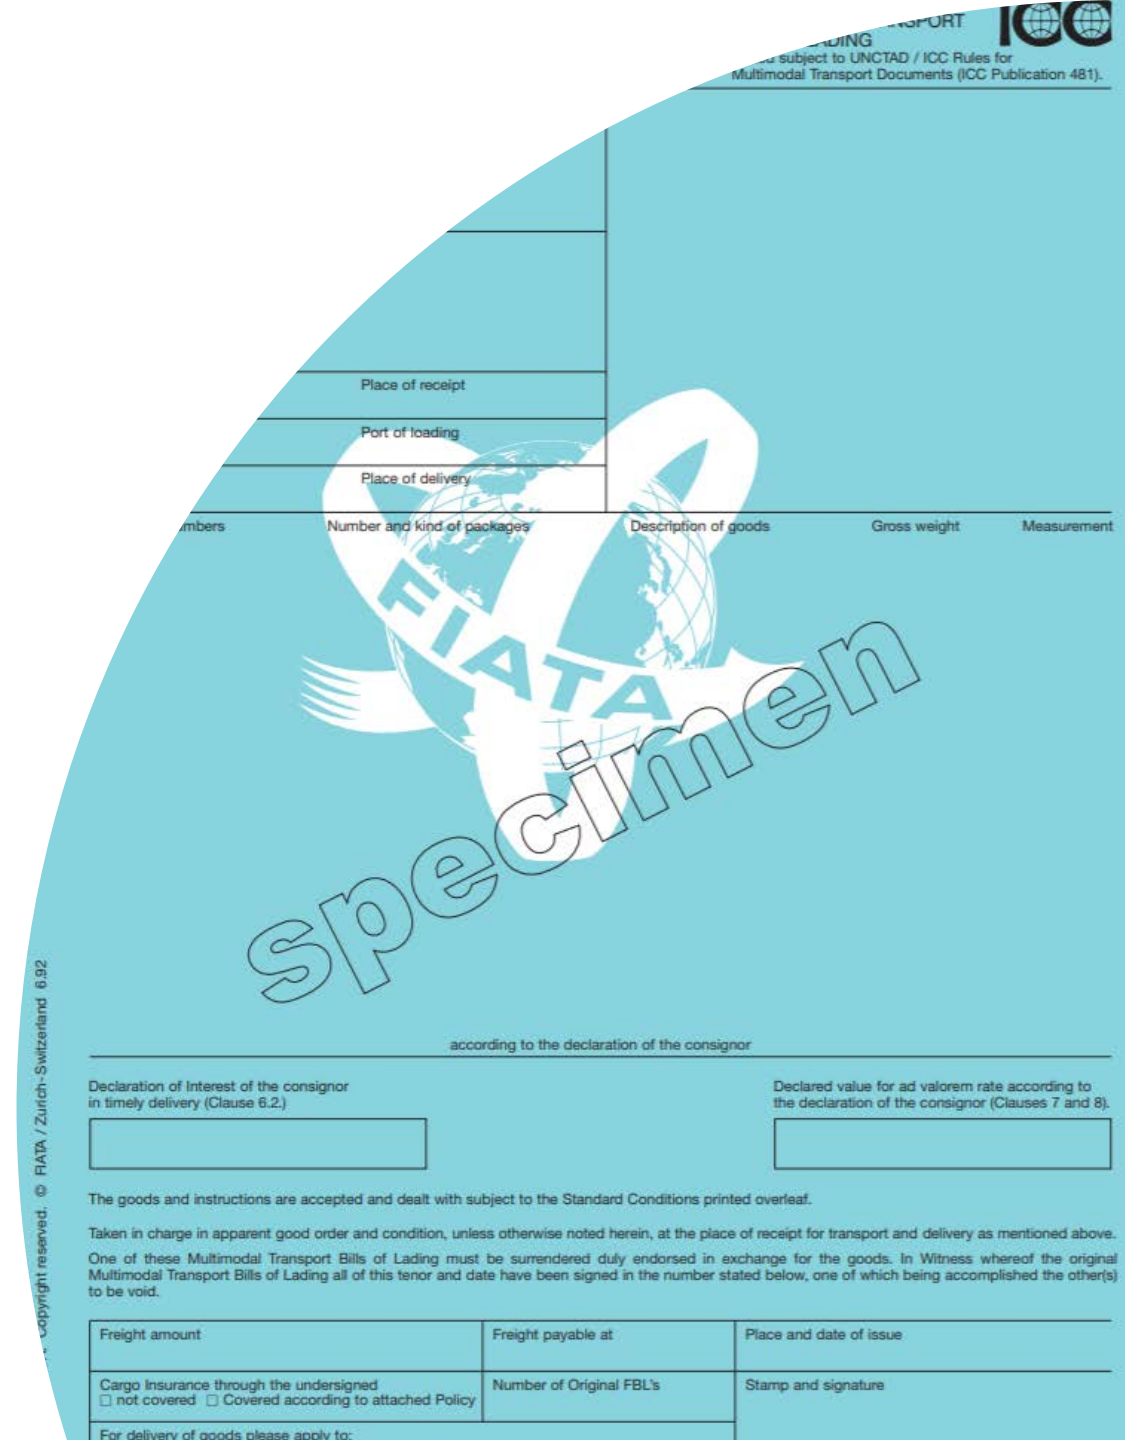 ICC
subject to UNCTAD / ICC Rules for
Multimodal Transport Documents (ICC Publication 481).
Place of receipt
Port of loading
Place of delivery
Number and kind of packages Description of goods Gross weight Measurement
FIATA
specimen
according to the declaration of the consignor
Declaration of Interest of the consignor
in timely delivery (Clause 6.2.)
Declared value for ad valorem rate according to
the declaration of the consignor (Clauses 7 and 8).
The goods and instructions are accepted and dealt with subject to the Standard Conditions printed overleaf.
Taken in charge in apparent good order and condition, unless otherwise noted herein, at the place of receipt for transport and delivery as mentioned above.
One of these Multimodal Transport Bills of Lading must be surrendered duly endorsed in exchange for the goods. In Witness whereof the original
Multimodal Transport Bills of Lading all of this tenor and date have been signed in the number stated below, one of which being accomplished the other(s)
to be void.
Freight amount Freight payable at Place and date of issue
Cargo Insurance through the undersigned Number of Original FBL's Stamp and signature
☐ not covered ☐ Covered according to attached Policy
For delivery of goods please apply to:
Copyright reserved. © FIATA / Zurich-Switzerland 6.92